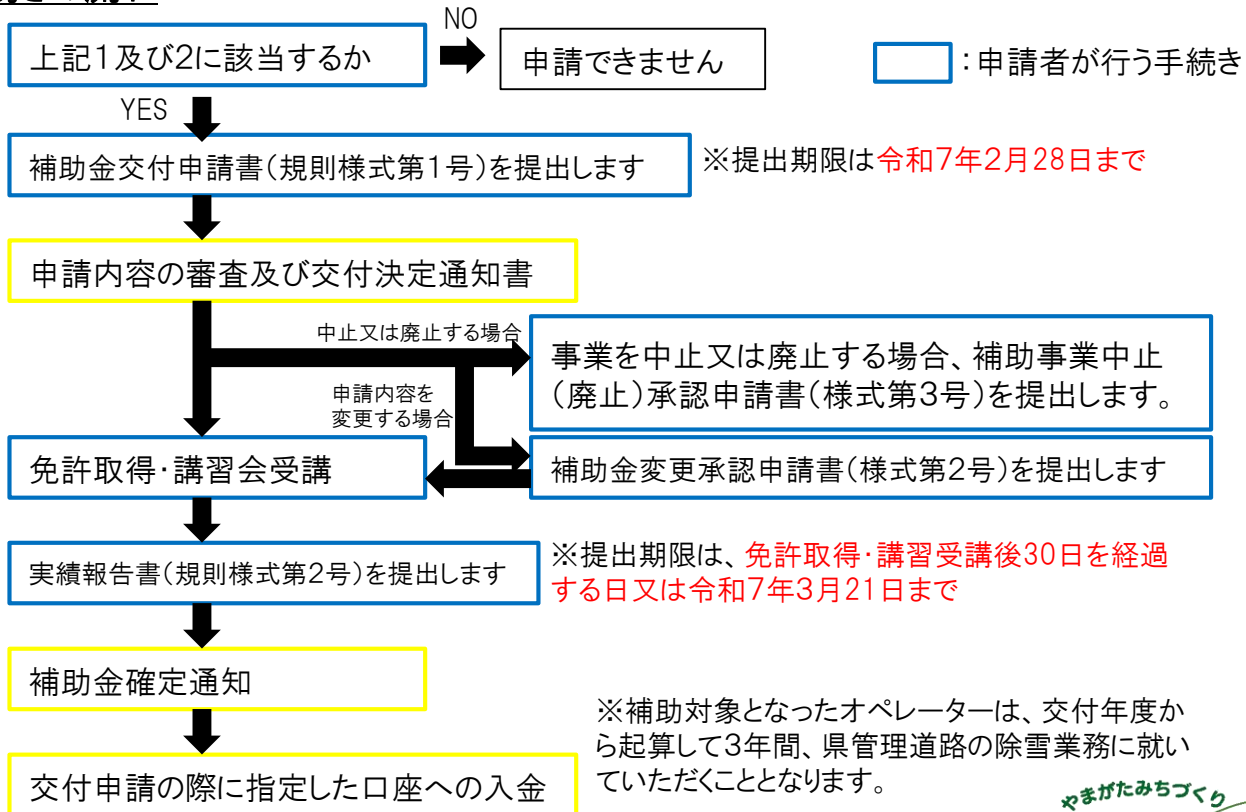 NO
上記1及び2に該当するか
申請できません
:申請者が行う手続き
YES
補助金交付申請書(規則様式第1号)を提出します
※提出期限は令和7年2月28日まで
申請内容の審査及び交付決定通知書
中止又は廃止する場合
事業を中止又は廃止する場合、補助事業中止
(廃止)承認申請書(様式第3号)を提出します。
申請内容を
変更する場合
免許取得・講習会受講
補助金変更承認申請書(様式第2号)を提出します
実績報告書(規則様式第2号)を提出します
※提出期限は、免許取得・講習受講後30日を経過
する日又は令和7年3月21日まで
補助金確定通知
※補助対象となったオペレーターは、交付年度か
ら起算して3年間、県管理道路の除雪業務に就い
ていただくこととなります。
交付申請の際に指定した口座への入金
やまがたみちづくり